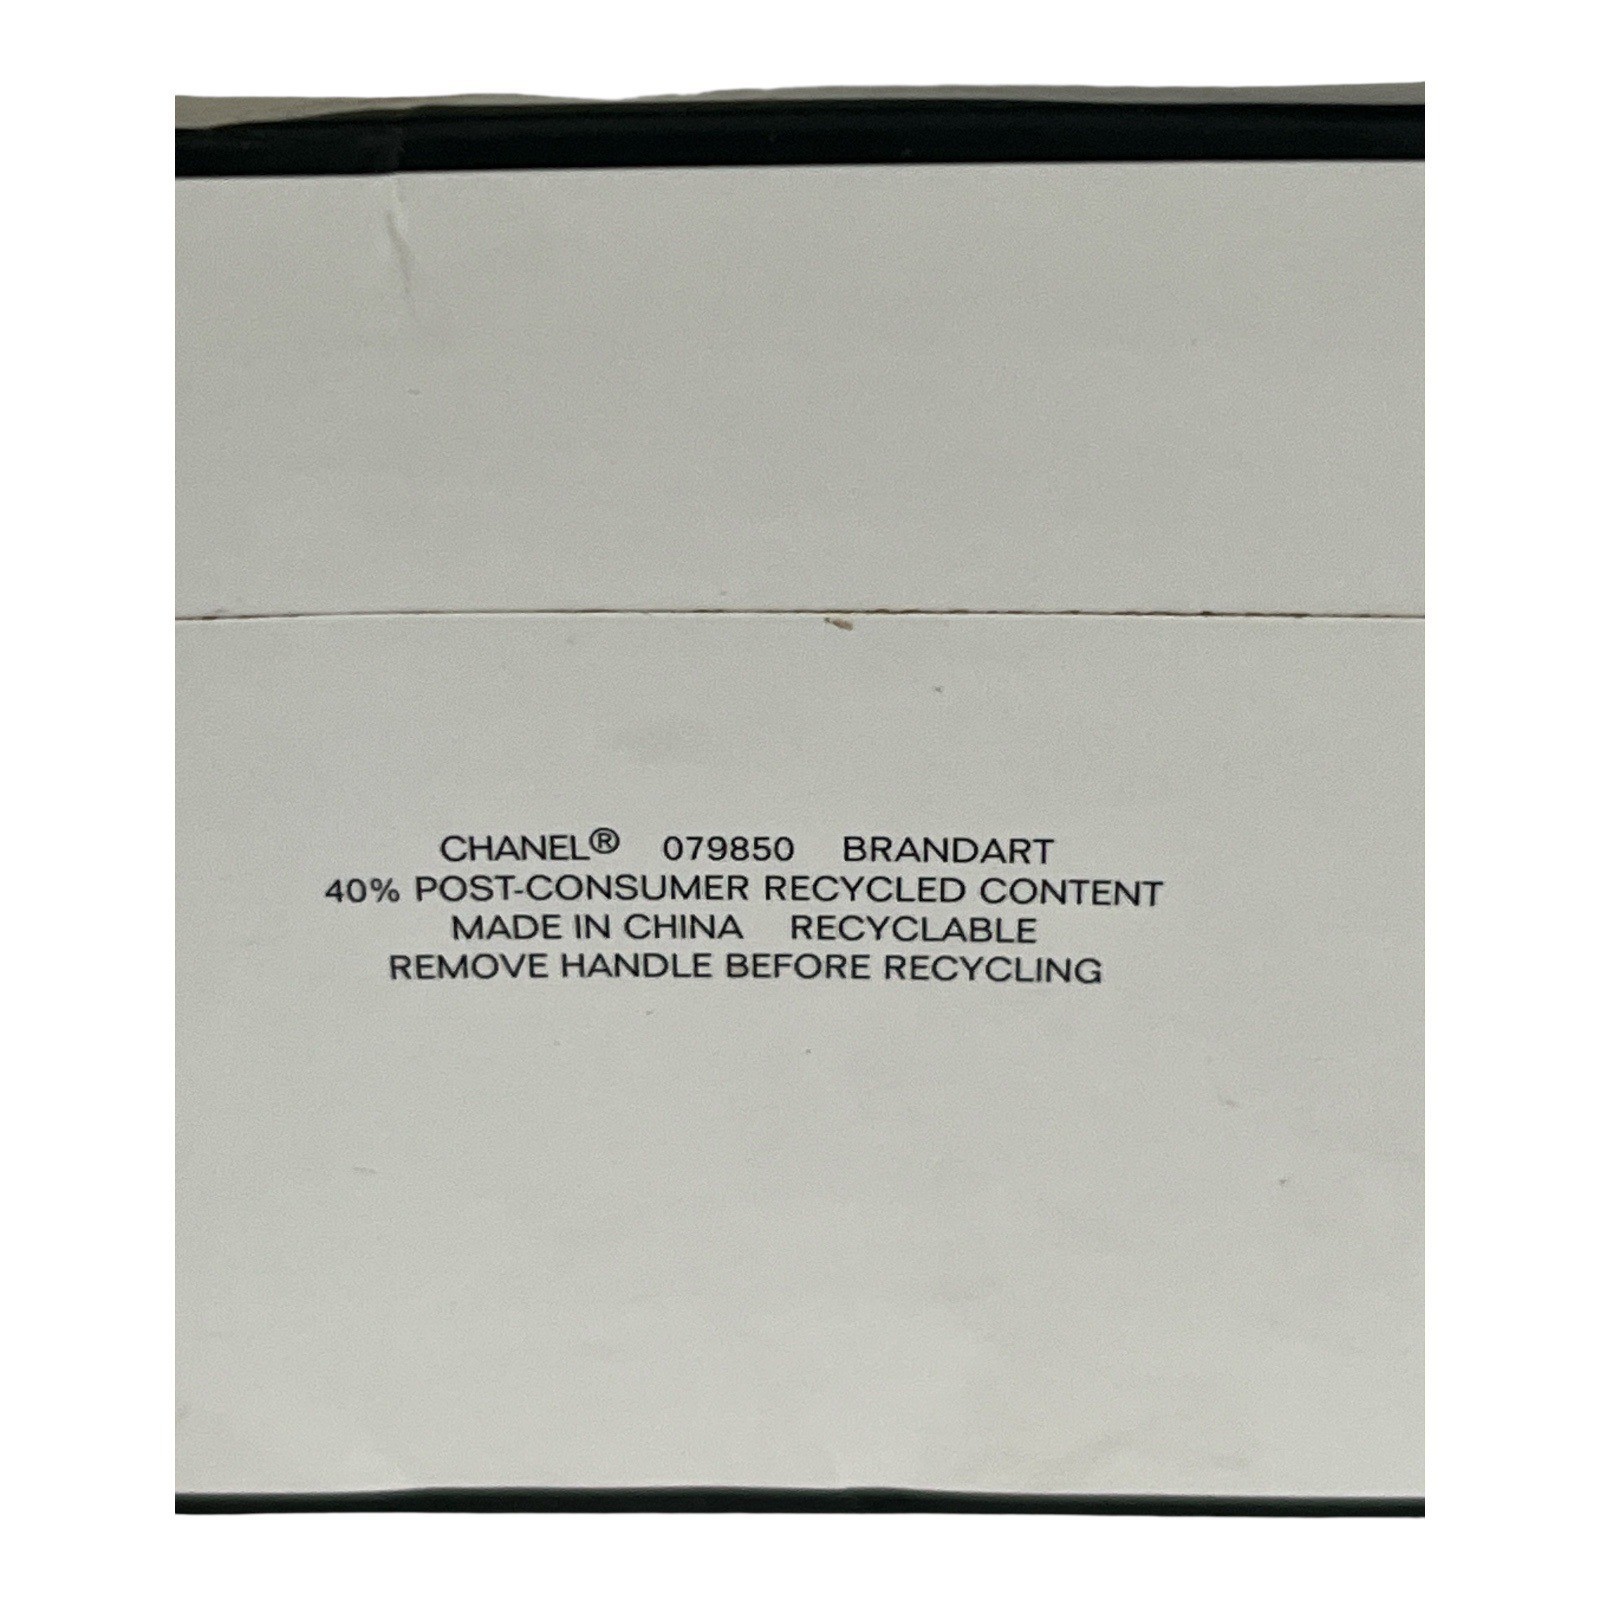 CHANEL® 079850 BRANDART
40% POST-CONSUMER RECYCLED CONTENT
MADE IN CHINA RECYCLABLE
REMOVE HANDLE BEFORE RECYCLING